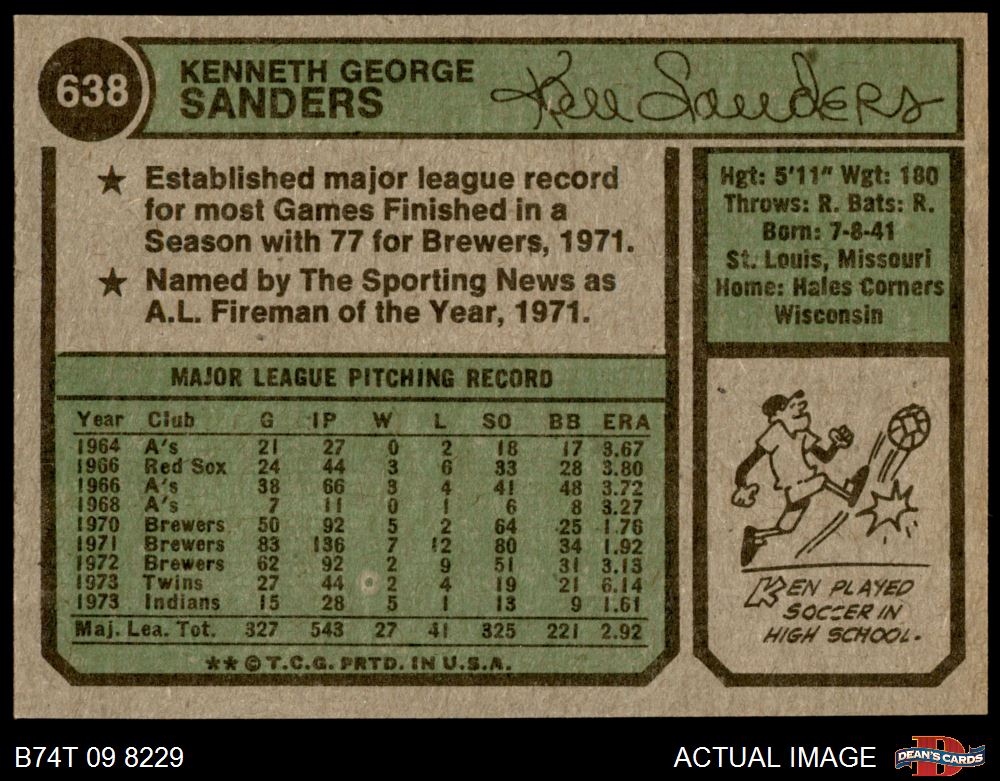 638
KENNETH GEORGE
SANDERS
Ken Sanders
★ Established major league record
for most Games Finished in a
Season with 77 for Brewers, 1971.
★ Named by The Sporting News as
A.L. Fireman of the Year, 1971.
Hgt: 5'11" Wgt: 180
Throws: R. Bats: R.
Born: 7-8-41
St. Louis, Missouri
Home: Hales Corners
Wisconsin
MAJOR LEAGUE PITCHING RECORD
Year Club G IP W L SO BB ERA
1964 A's 21 27 0 2 18 17 3.67
1966 Red Sox 24 44 3 6 33 28 3.80
1966 A's 38 66 3 4 41 48 3.72
1968 A's 7 11 0 1 6 8 3.27
1970 Brewers 50 92 5 2 64 25 1.76
1971 Brewers 83 136 7 12 80 34 1.92
1972 Brewers 62 92 2 9 51 31 3.13
1973 Twins 27 44 2 4 19 21 6.14
1973 Indians 15 28 5 1 13 9 1.61
Maj. Lea. Tot. 327 543 27 41 325 221 2.92
** © T.C.G. PRTD. IN U.S.A.
KEN PLAYED
SOCCER IN
HIGH SCHOOL.
B74T 09 8229
ACTUAL IMAGE
DEAN'S CARDS